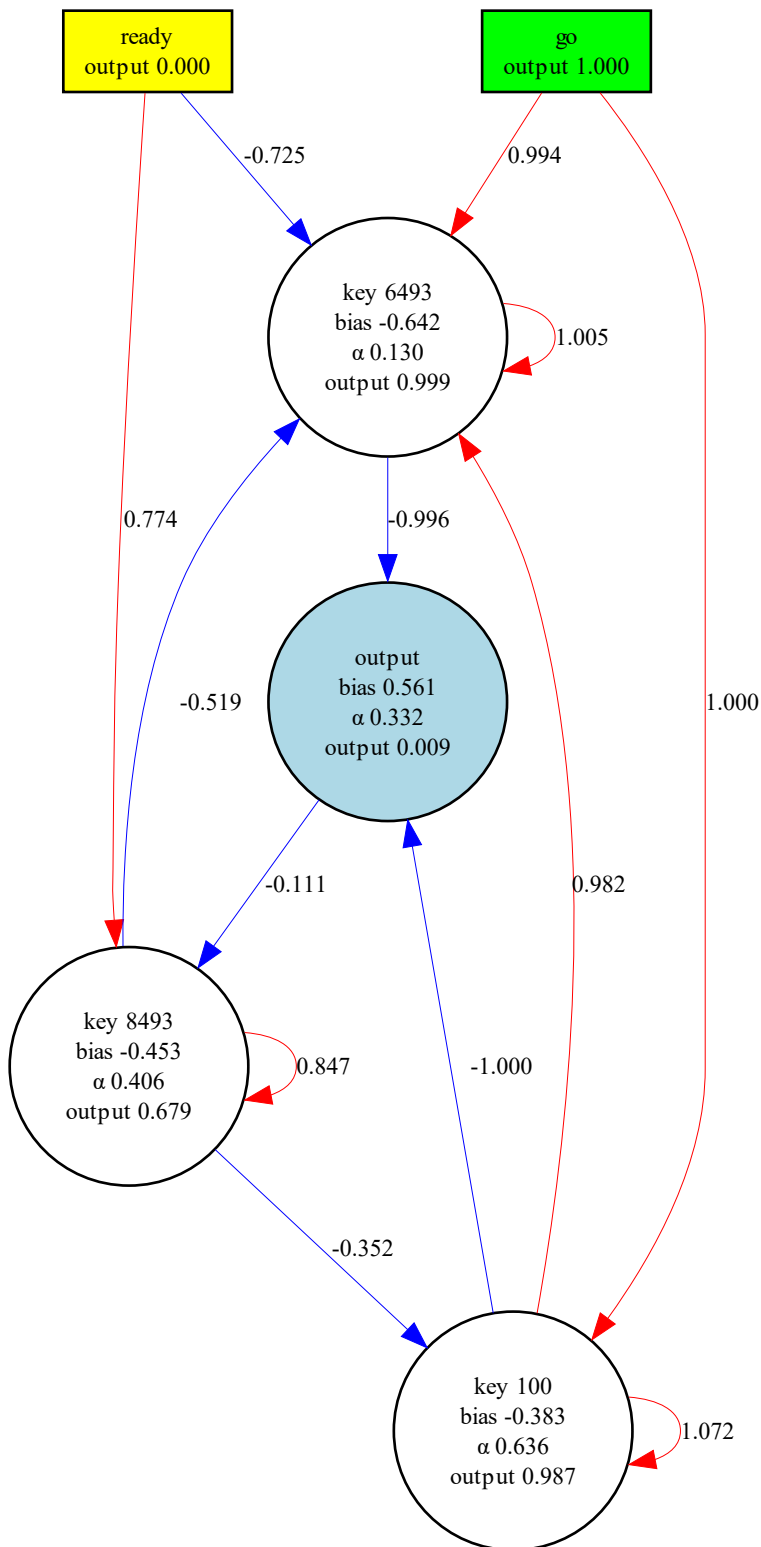 ready
output 0.000
go
output 1.000
-0.725
0.994
key 6493
bias -0.642
α 0.130
output 0.999
1.005
0.774
-0.996
output
bias 0.561
α 0.332
output 0.009
-0.519
1.000
-0.111
0.982
key 8493
bias -0.453
α 0.406
output 0.679
0.847
-1.000
-0.352
key 100
bias -0.383
α 0.636
output 0.987
1.072